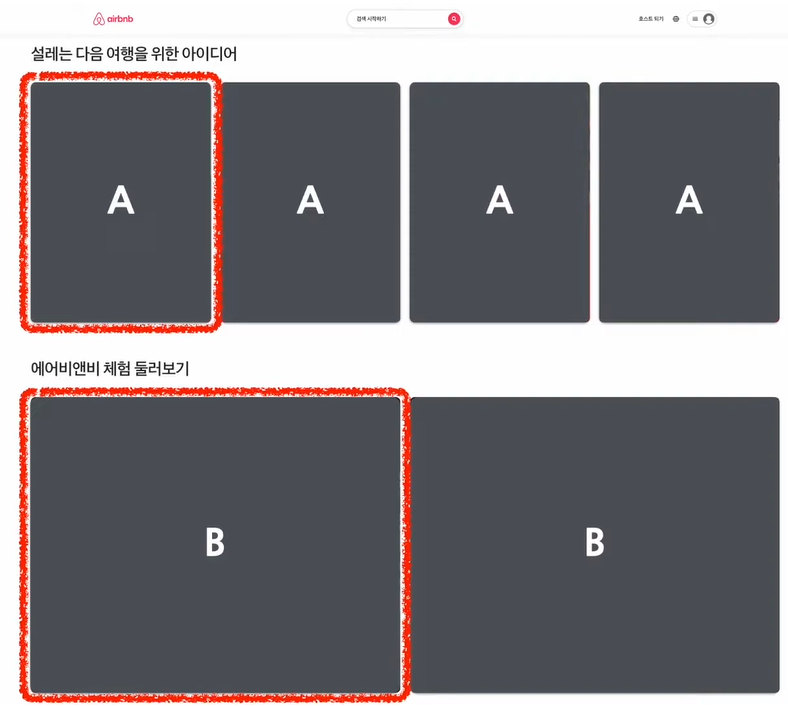 airbnb
검색 시작하기
호스트 되기
설레는 다음 여행을 위한 아이디어
A A A A
에어비앤비 체험 둘러보기
B B